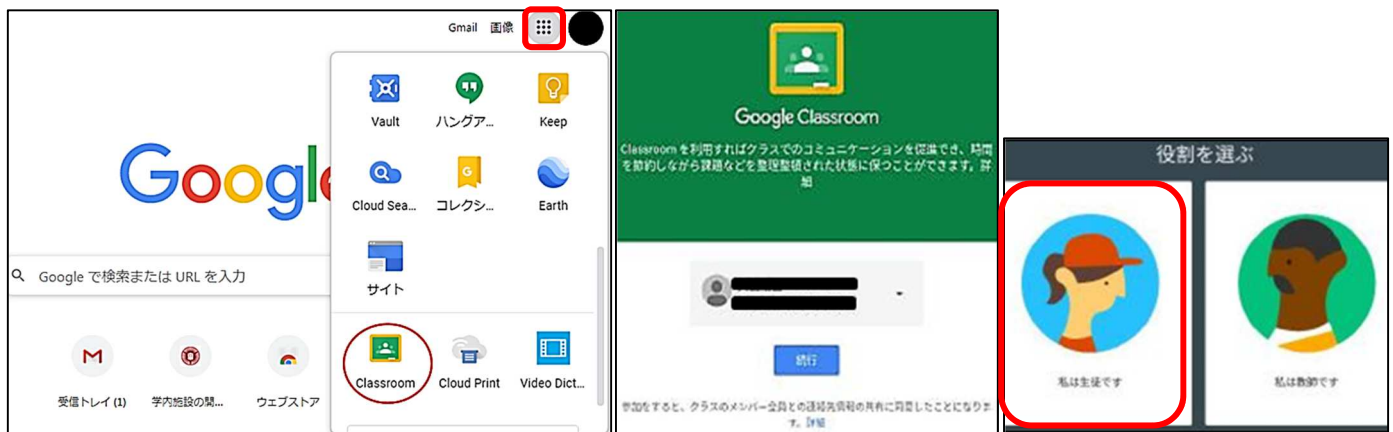 Gmail 画像
Vault ハングア... Keep
Google
Cloud Sea... コレクシ... Earth
Google で検索または URL を入力
サイト
Classroom Cloud Print Video Dict...
受信トレイ (1) 学内施設の開... ウェブストア
Google Classroom
Classroom を利用すればクラスでのコミュニケーションを促進でき、時間
を節約しながら課題などを整理整頓された状態に保つことができます。詳
細
続行
参加をすると、クラスのメンバー全員との連絡先情報の共有に同意したことになりま
す。詳細
役割を選ぶ
私は生徒です 私は教師です